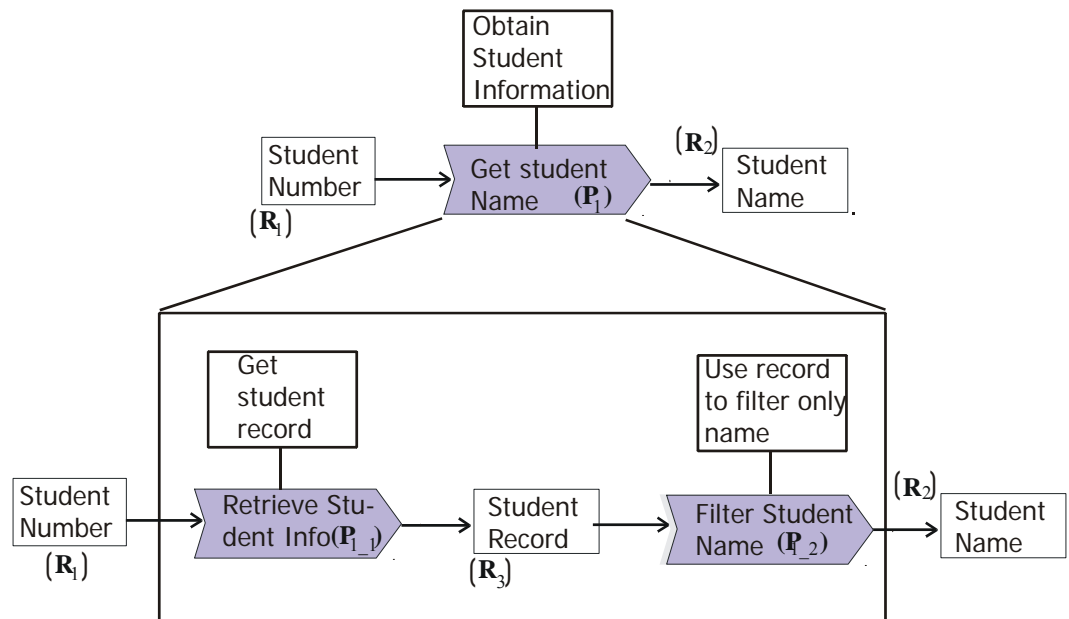 Obtain
Student
Information
Student
Number
(R1)
Get student
Name (P1)
(R2)
Student
Name
Get
student
record
Use record
to filter only
name
Student
Number
(R1)
Retrieve Stu-
dent Info(P1_1)
Student
Record
(R3)
Filter Student
Name (P1_2)
(R2)
Student
Name